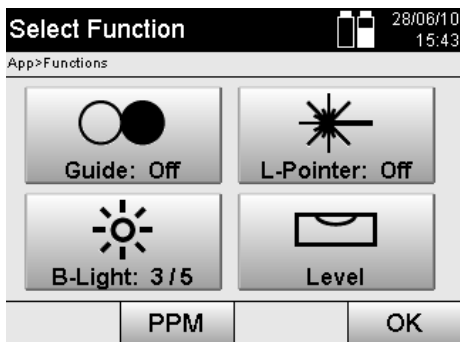 Select Function
28/06/10
15:43
App>Functions
Guide: Off
L-Pointer: Off
B-Light: 3/5
Level
PPM
OK